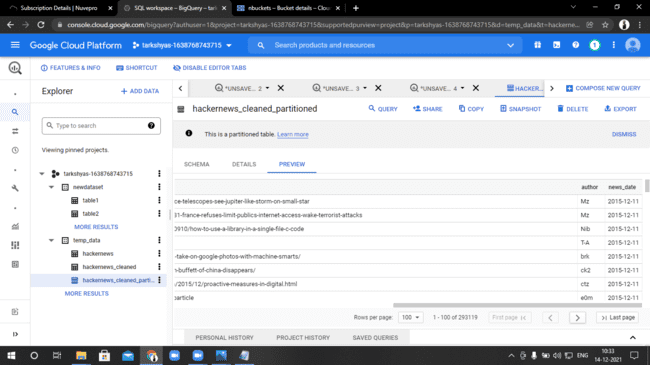 Subscription Details | Nuvepro
SQL workspace – BigQuery – tark
nbuckets – Bucket details – Clou
console.cloud.google.com/bigquery?authuser=1&project=tarkshyas-1638768743715&supportedpurview=project&p=tarkshyas-1638768743715&d=temp_data&t=hackerne...
Google Cloud Platform
tarkshyas-1638768743715
Search products and resources
1
FEATURES & INFO
SHORTCUT
DISABLE EDITOR TABS
Explorer
+ ADD DATA
Type to search
Viewing pinned projects.
tarkshyas-1638768743715
newdataset
table1
table2
MORE RESULTS
temp_data
hackernews
hackernews_cleaned
hackernews_cleaned_parti...
MORE RESULTS
*UNSAVE... 2
*UNSAVE... 3
*UNSAVE... 4
HACKER...
COMPOSE NEW QUERY
hackernews_cleaned_partitioned
QUERY
SHARE
COPY
SNAPSHOT
DELETE
EXPORT
This is a partitioned table. Learn more
DISMISS
SCHEMA
DETAILS
PREVIEW
author news_date
ce-telescopes-see-jupiter-like-storm-on-small-star Mz 2015-12-11
31-france-refuses-limit-publics-internet-access-wake-terrorist-attacks Mz 2015-12-11
0910/how-to-use-a-library-in-a-single-file-c-code Nib 2015-12-11
T-A 2015-12-11
-take-on-google-photos-with-machine-smarts/ brk 2015-12-11
n-buffett-of-china-disappears/ ck2 2015-12-11
/2015/12/proactive-measures-in-digital.html ctz 2015-12-11
particle e0m 2015-12-11
Rows per page: 100
1 - 100 of 293119
First page
Last page
PERSONAL HISTORY
PROJECT HISTORY
SAVED QUERIES
ENG
10:33
14-12-2021